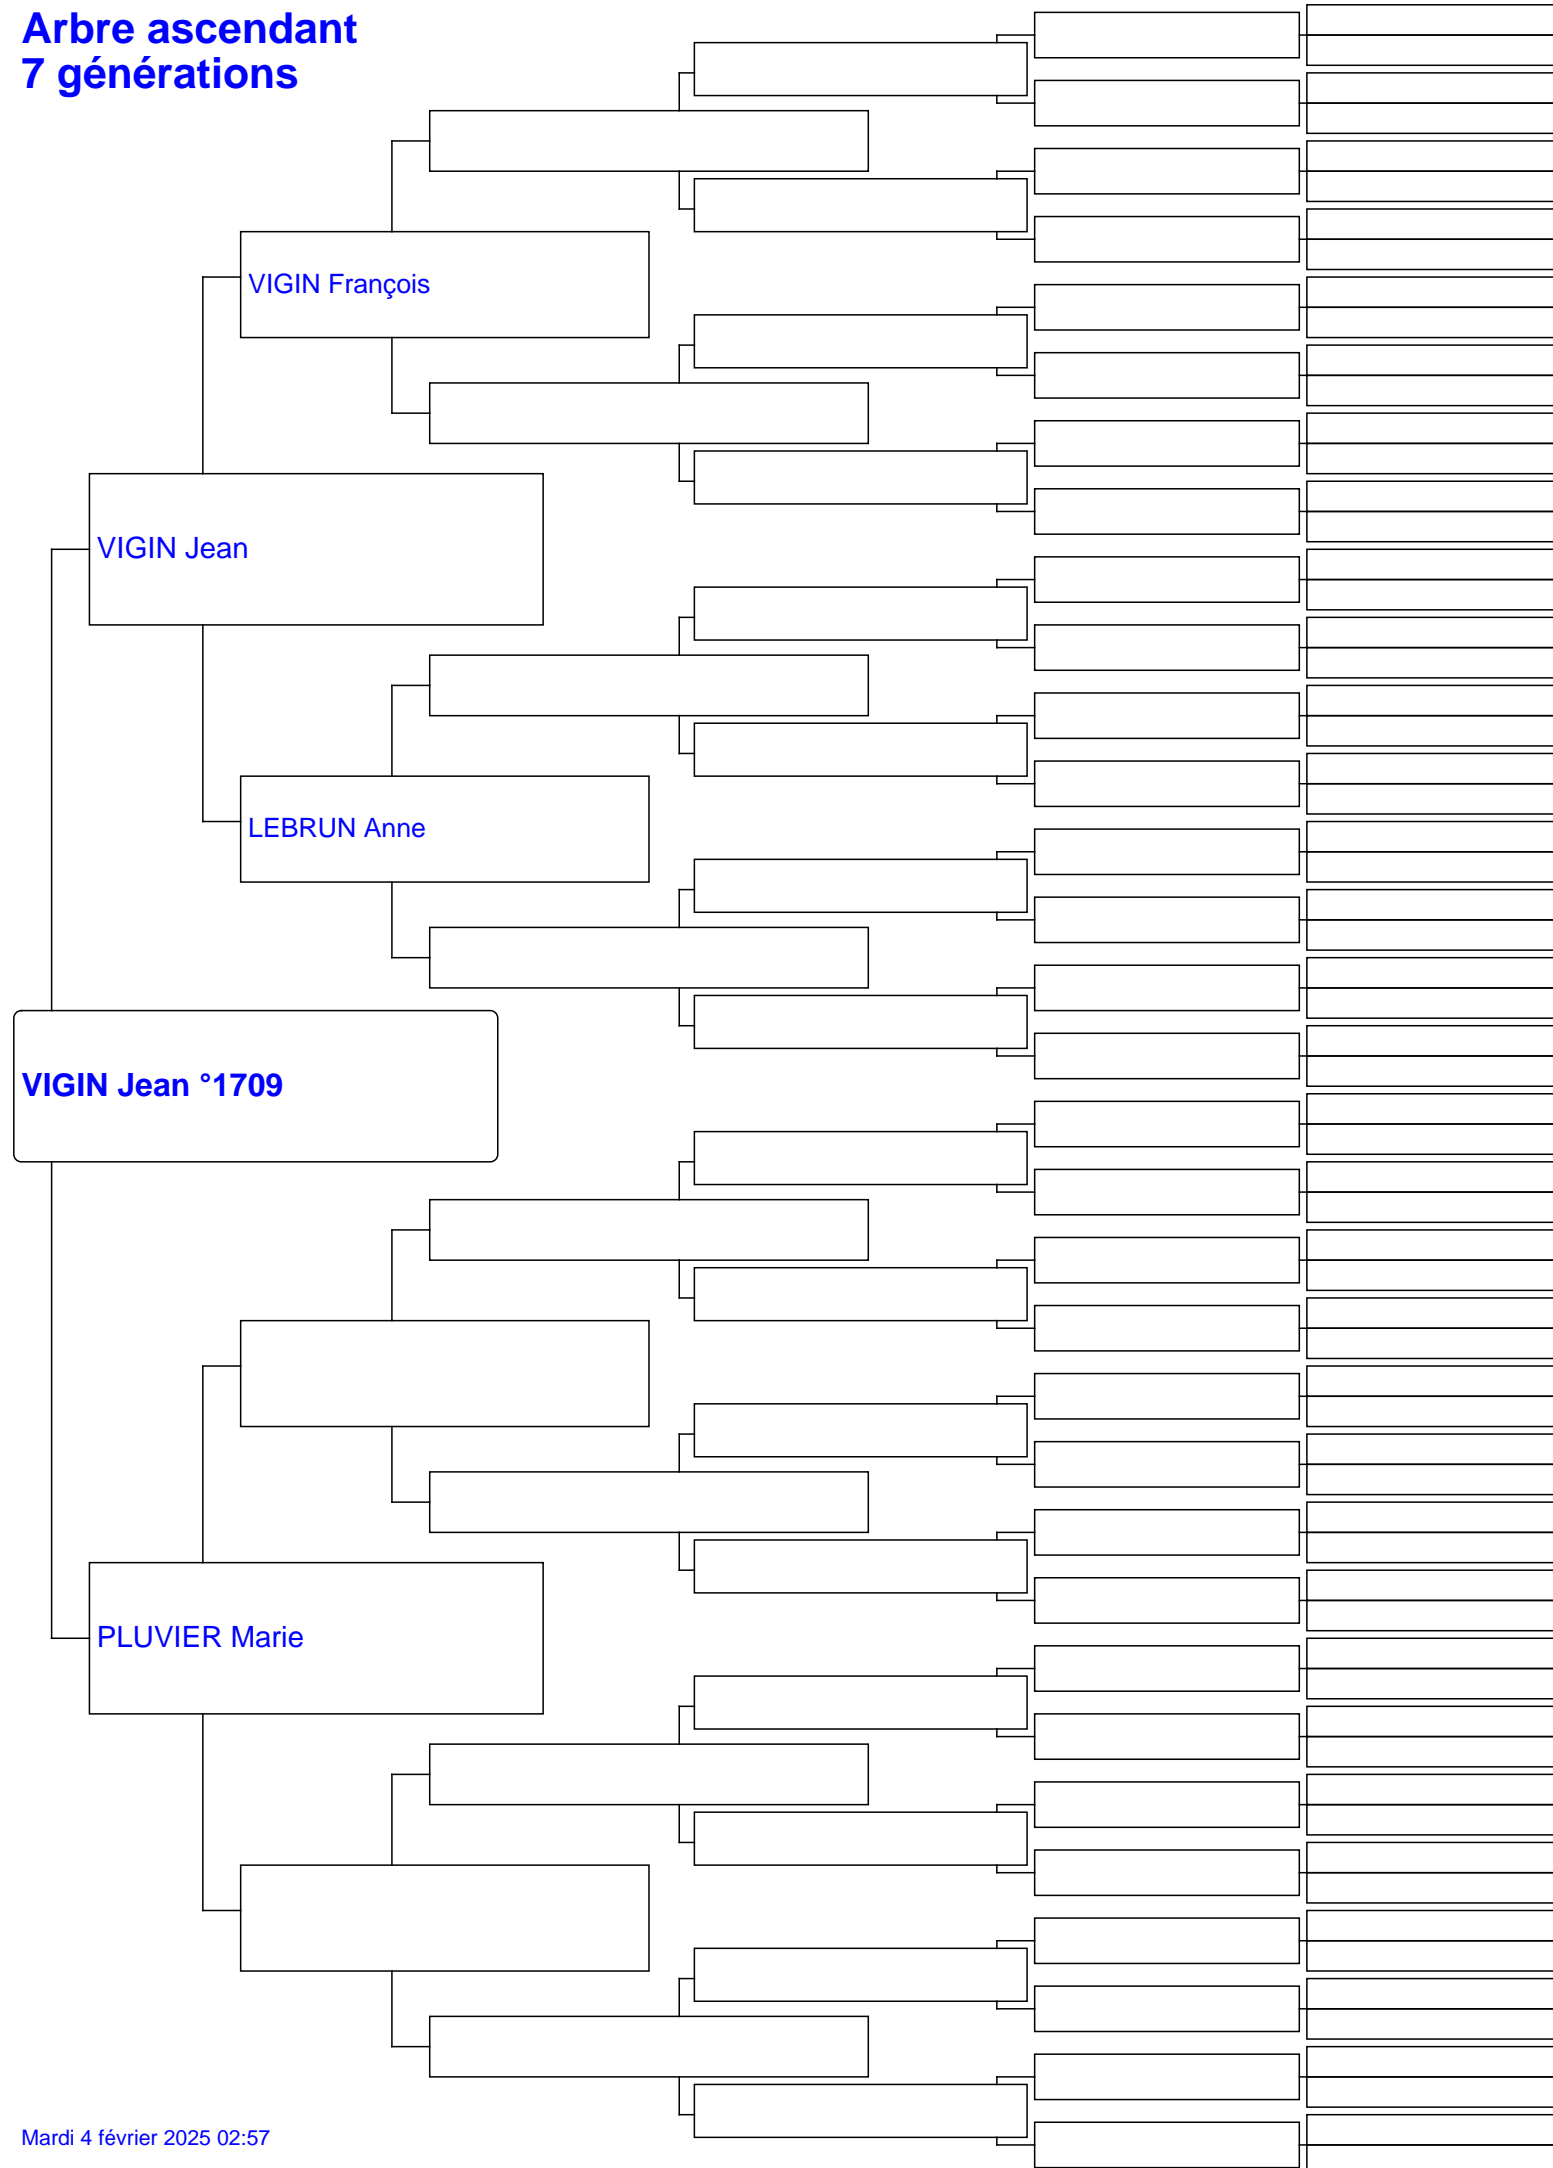 Arbre ascendant
7 générations
VIGIN François
VIGIN Jean
LEBRUN Anne
VIGIN Jean °1709
PLUVIER Marie
Mardi 4 février 2025 02:57